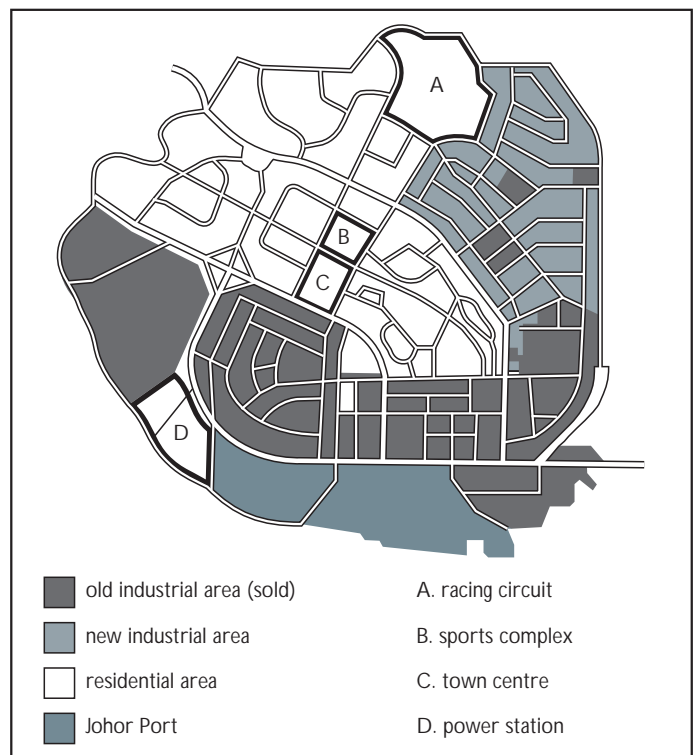 A
B
C
D
old industrial area (sold)
new industrial area
residential area
Johor Port
A. racing circuit
B. sports complex
C. town centre
D. power station